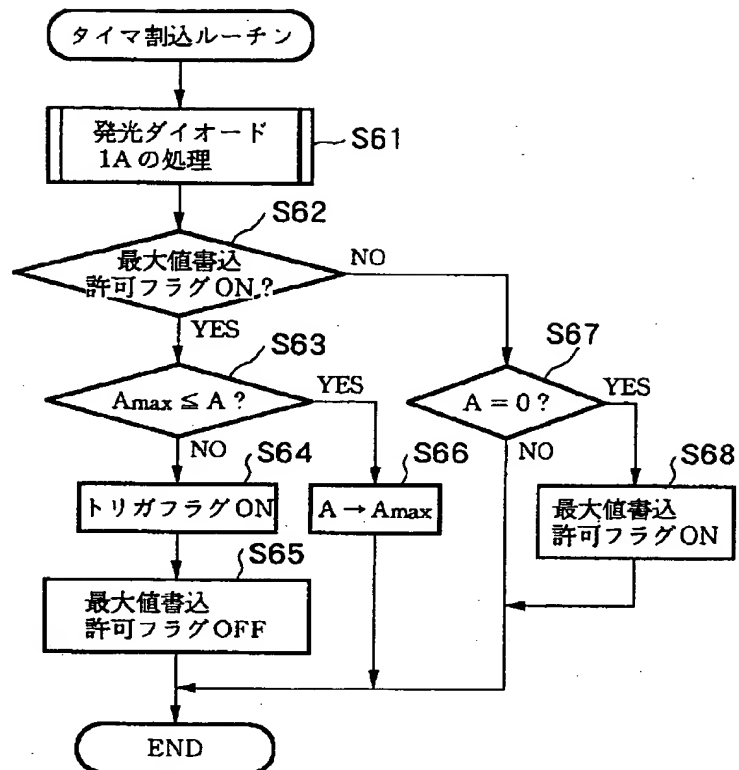 タイマ割込ルーチン
発光ダイオード
1Aの処理
S61
S62
最大値書込
許可フラグON?
NO
YES
S63
Amax ≦ A?
YES
NO
S67
A = 0?
YES
NO
S64
トリガフラグON
S66
A → Amax
S68
最大値書込
許可フラグON
S65
最大値書込
許可フラグOFF
END